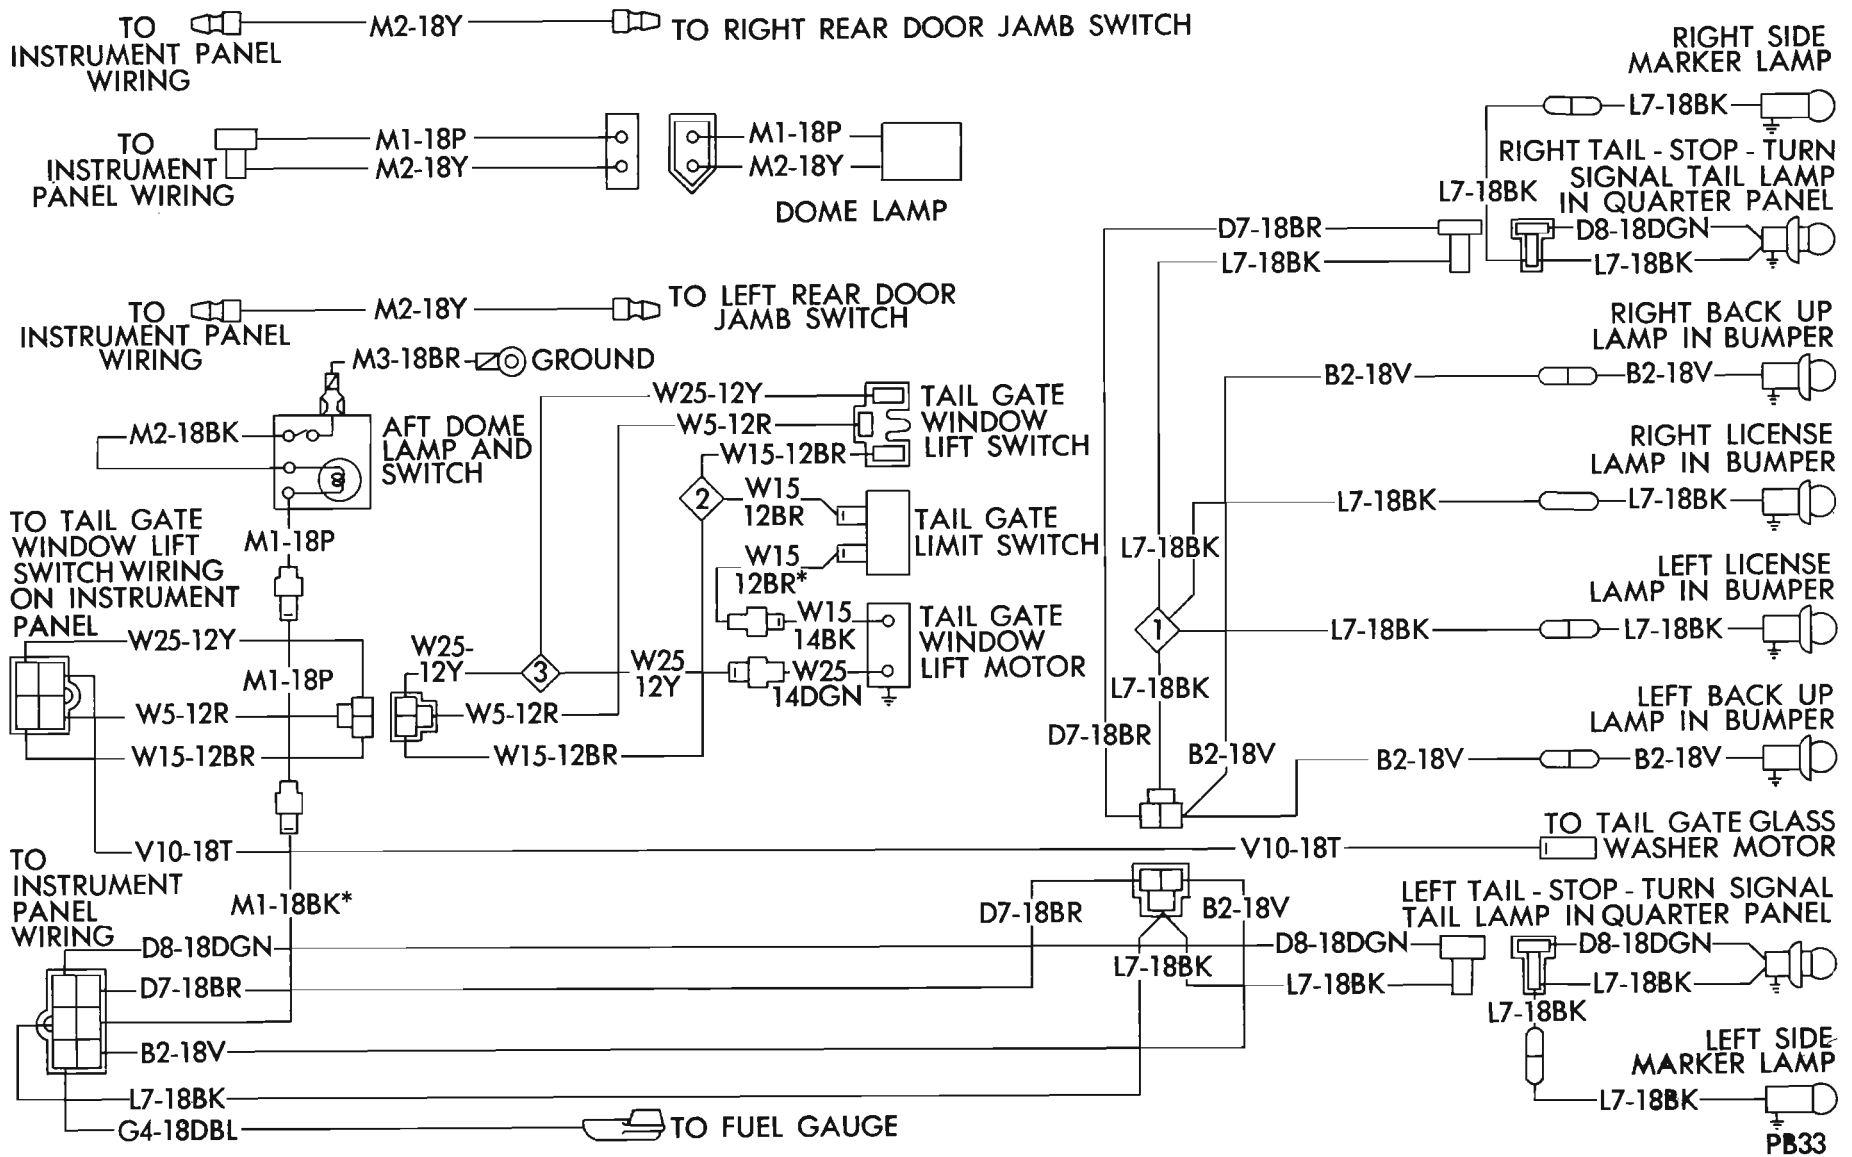 TO
INSTRUMENT PANEL
WIRING
M2-18Y
TO RIGHT REAR DOOR JAMB SWITCH
TO
INSTRUMENT
PANEL WIRING
M1-18P
M2-18Y
M1-18P
M2-18Y
DOME LAMP
TO
INSTRUMENT PANEL
WIRING
M2-18Y
TO LEFT REAR DOOR
JAMB SWITCH
M3-18BR
GROUND
M2-18BK
AFT DOME
LAMP AND
SWITCH
M1-18P
TO TAIL GATE
WINDOW LIFT
SWITCH WIRING
ON INSTRUMENT
PANEL
W25-12Y
M1-18P
W5-12R
W15-12BR
V10-18T
W25-12Y
W5-12R
W15-12BR
TAIL GATE
WINDOW
LIFT SWITCH
2
W15
12BR
W15
12BR*
TAIL GATE
LIMIT SWITCH
W15
14BK
W25
14DGN
TAIL GATE
WINDOW
LIFT MOTOR
W25-
12Y
3
W25
12Y
W5-12R
W15-12BR
RIGHT SIDE
MARKER LAMP
L7-18BK
RIGHT TAIL - STOP - TURN
SIGNAL TAIL LAMP
IN QUARTER PANEL
L7-18BK
D7-18BR
L7-18BK
D8-18DGN
L7-18BK
RIGHT BACK UP
LAMP IN BUMPER
B2-18V
B2-18V
RIGHT LICENSE
LAMP IN BUMPER
L7-18BK
L7-18BK
L7-18BK
LEFT LICENSE
LAMP IN BUMPER
1
L7-18BK
L7-18BK
L7-18BK
LEFT BACK UP
LAMP IN BUMPER
D7-18BR
B2-18V
B2-18V
B2-18V
TO TAIL GATE GLASS
WASHER MOTOR
V10-18T
TO
INSTRUMENT
PANEL
WIRING
M1-18BK*
D8-18DGN
D7-18BR
B2-18V
L7-18BK
G4-18DBL
TO FUEL GAUGE
D7-18BR
B2-18V
L7-18BK
LEFT TAIL - STOP - TURN SIGNAL
TAIL LAMP IN QUARTER PANEL
D8-18DGN
L7-18BK
D8-18DGN
L7-18BK
L7-18BK
LEFT SIDE
MARKER LAMP
L7-18BK
PB33